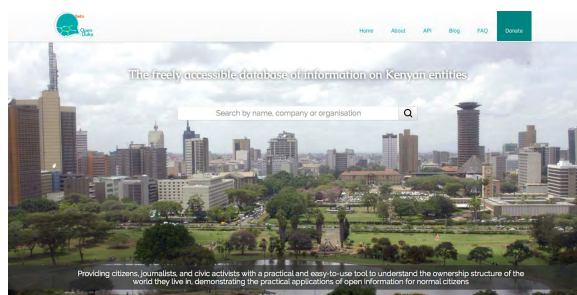 beta
Open
Duka
Home About API Blog FAQ Donate
The freely accessible database of information on Kenyan entities
Search by name, company or organisation
Providing citizens, journalists, and civic activists with a practical and easy-to-use tool to understand the ownership structure of the
world they live in, demonstrating the practical applications of open information for normal citizens